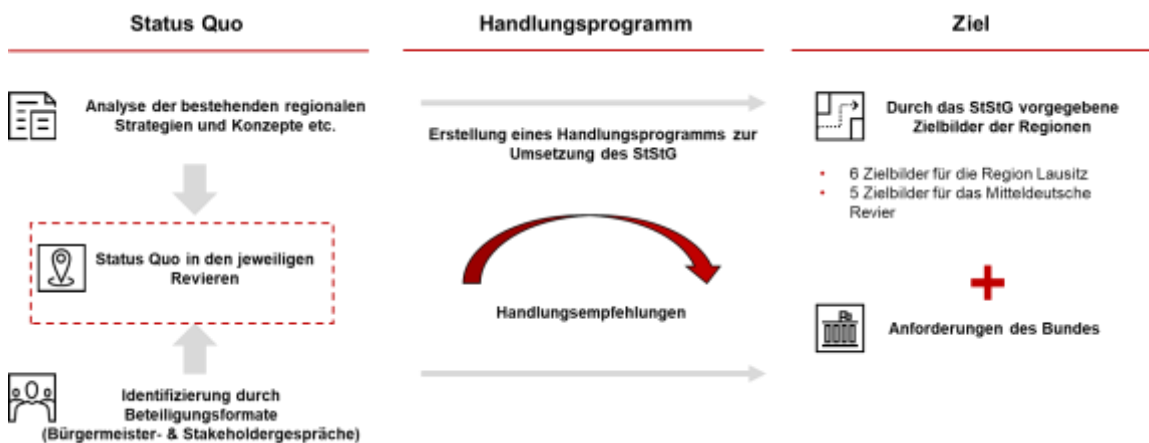 Status Quo
Analyse der bestehenden regionalen
Strategien und Konzepte etc.
Status Quo in den jeweiligen
Revieren
Identifizierung durch
Beteiligungsformate
(Bürgermeister- & Stakeholdergespräche)
Handlungsprogramm
Erstellung eines Handlungsprogramms zur
Umsetzung des StStG
Handlungsempfehlungen
Ziel
Durch das StStG vorgegebene
Zielbilder der Regionen
• 6 Zielbilder für die Region Lausitz
• 5 Zielbilder für das Mitteldeutsche
Revier
Anforderungen des Bundes